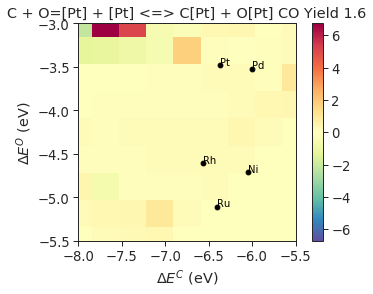 C + O=[Pt] + [Pt] <=> C[Pt] + O[Pt] CO Yield 1.6
−3.0
−3.5
−4.0
−4.5
−5.0
−5.5
ΔE^O (eV)
Pt
Pd
Rh
Ni
Ru
−8.0 −7.5 −7.0 −6.5 −6.0 −5.5
ΔE^C (eV)
6
4
2
0
−2
−4
−6